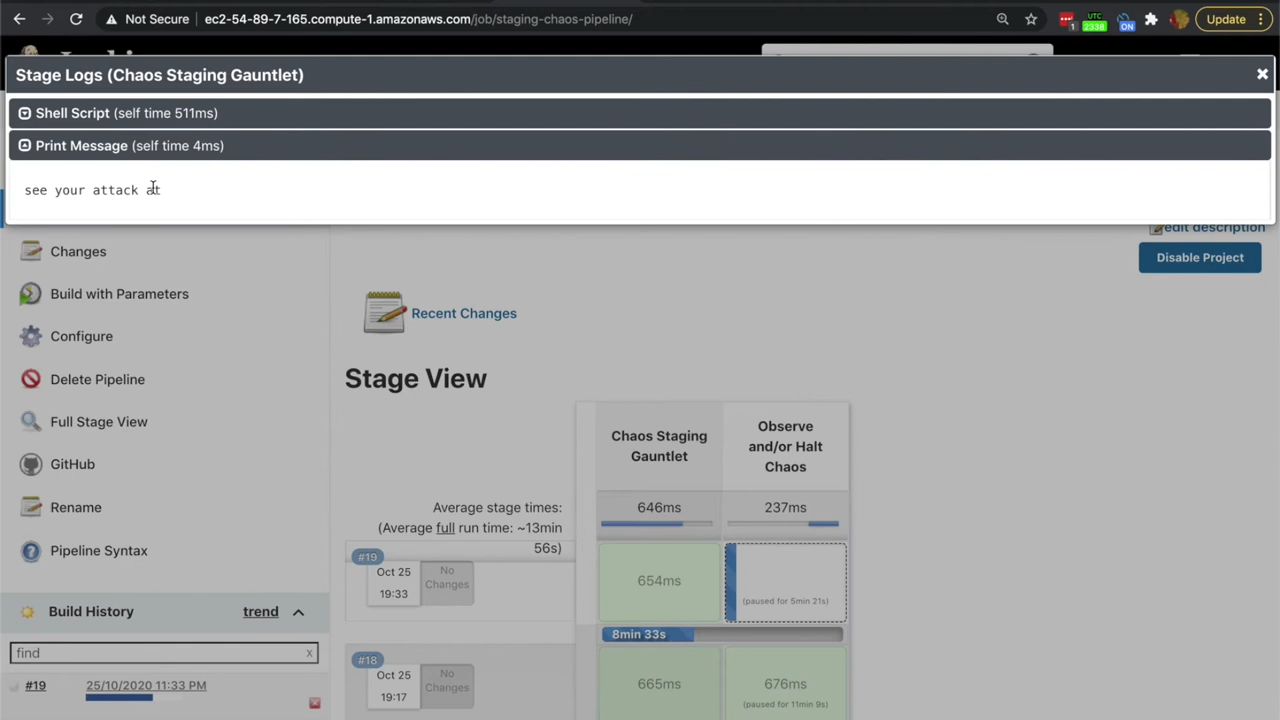 Not Secure
ec2-54-89-7-165.compute-1.amazonaws.com/job/staging-chaos-pipeline/
1
UTC
2338
ON
Update
Stage Logs (Chaos Staging Gauntlet)
Shell Script (self time 511ms)
Print Message (self time 4ms)
see your attack at
edit description
Changes
Disable Project
Build with Parameters
Recent Changes
Configure
Delete Pipeline
Stage View
Full Stage View
Chaos Staging
Gauntlet
Observe
and/or Halt
Chaos
GitHub
Rename
Average stage times:
(Average full run time: ~13min
56s)
646ms
237ms
Pipeline Syntax
#19
Oct 25
19:33
No
Changes
654ms
(paused for 5min 21s)
8min 33s
Build History
trend
find
x
#18
Oct 25
19:17
No
Changes
665ms
676ms
(paused for 11min 9s)
#19
25/10/2020 11:33 PM